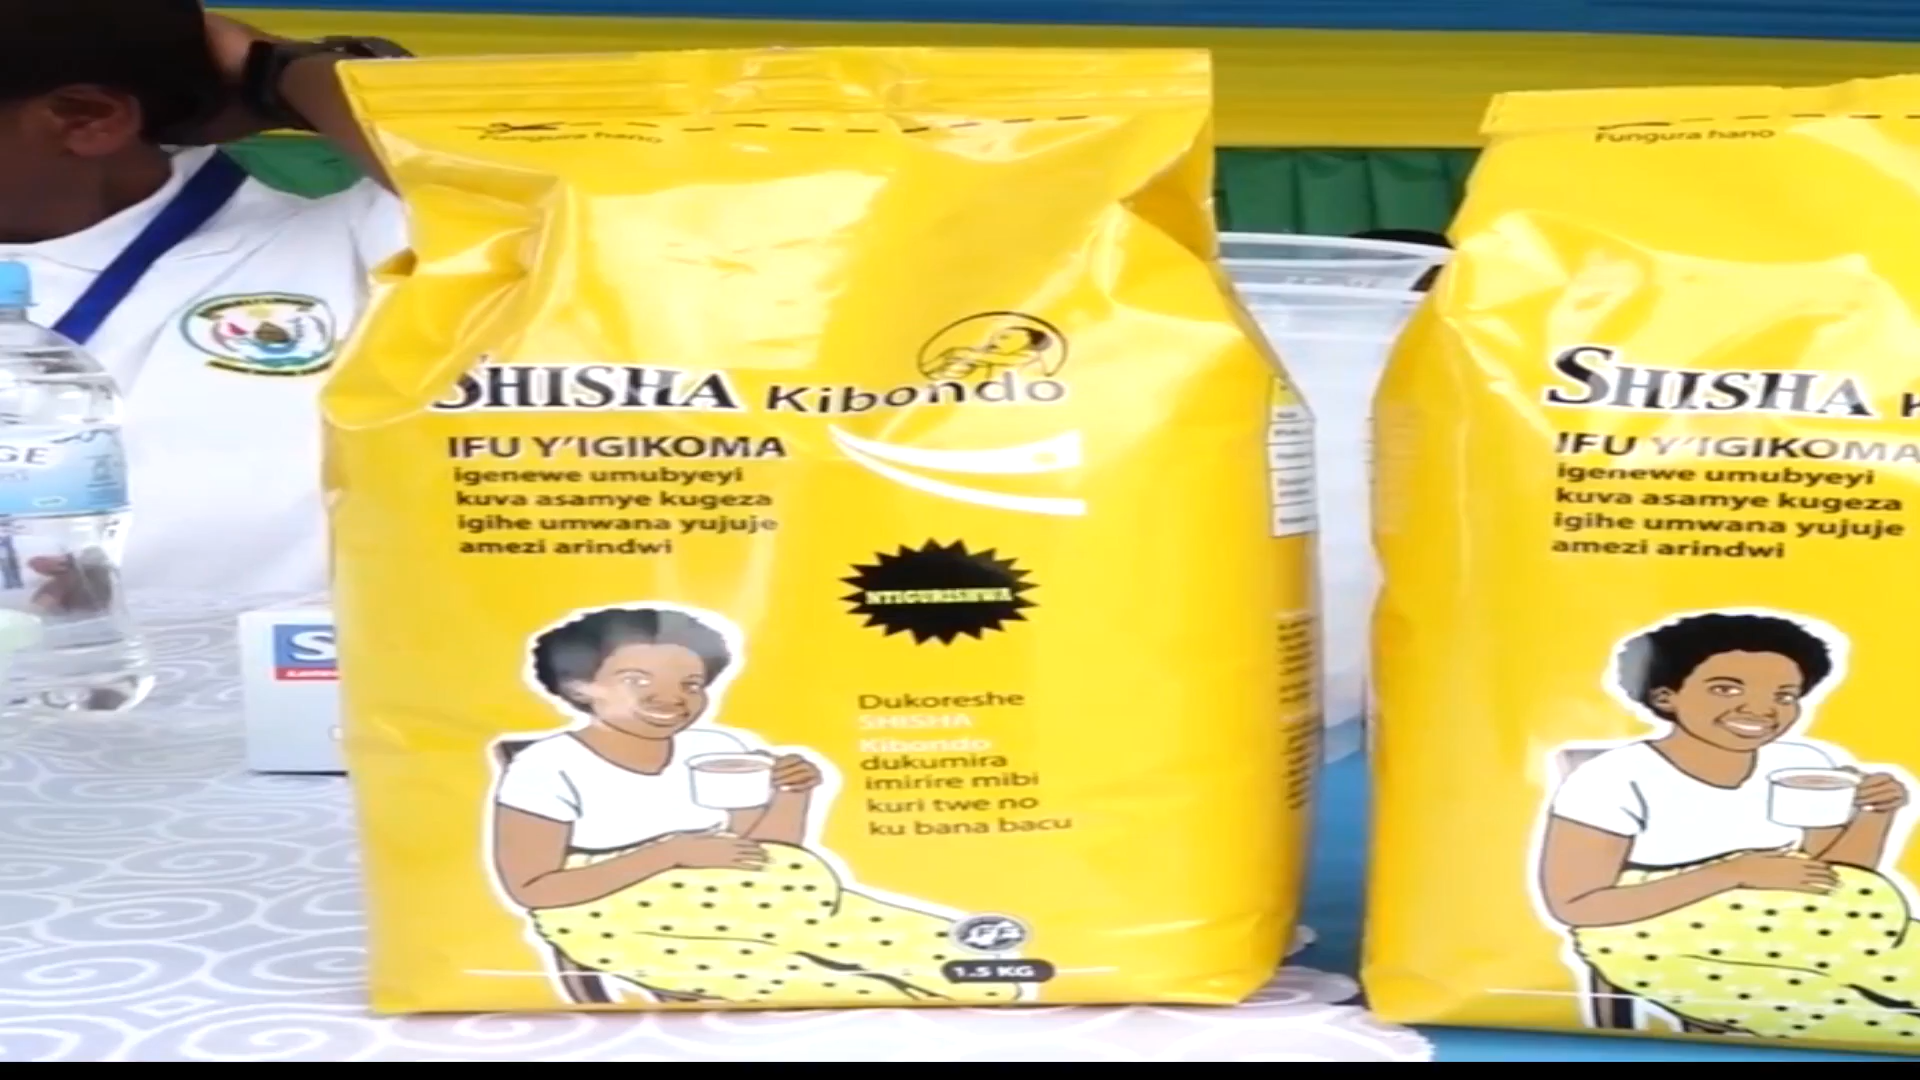 Fungura hano
SHISHA Kibondo
IFU Y'IGIKOMA
igenewe umubyeyi
kuva asamye kugeza
igihe umwana yujuje
amezi arindwi
NTIGURISHWA
Dukoreshe
SHISHA
Kibondo
dukumira
imirire mibi
kuri twe no
ku bana bacu
1.5 KG
Fungura hano
SHISHA
IFU Y'IGIKOMA
igenewe umubyeyi
kuva asamye kugeza
igihe umwana yujuje
amezi arindwi